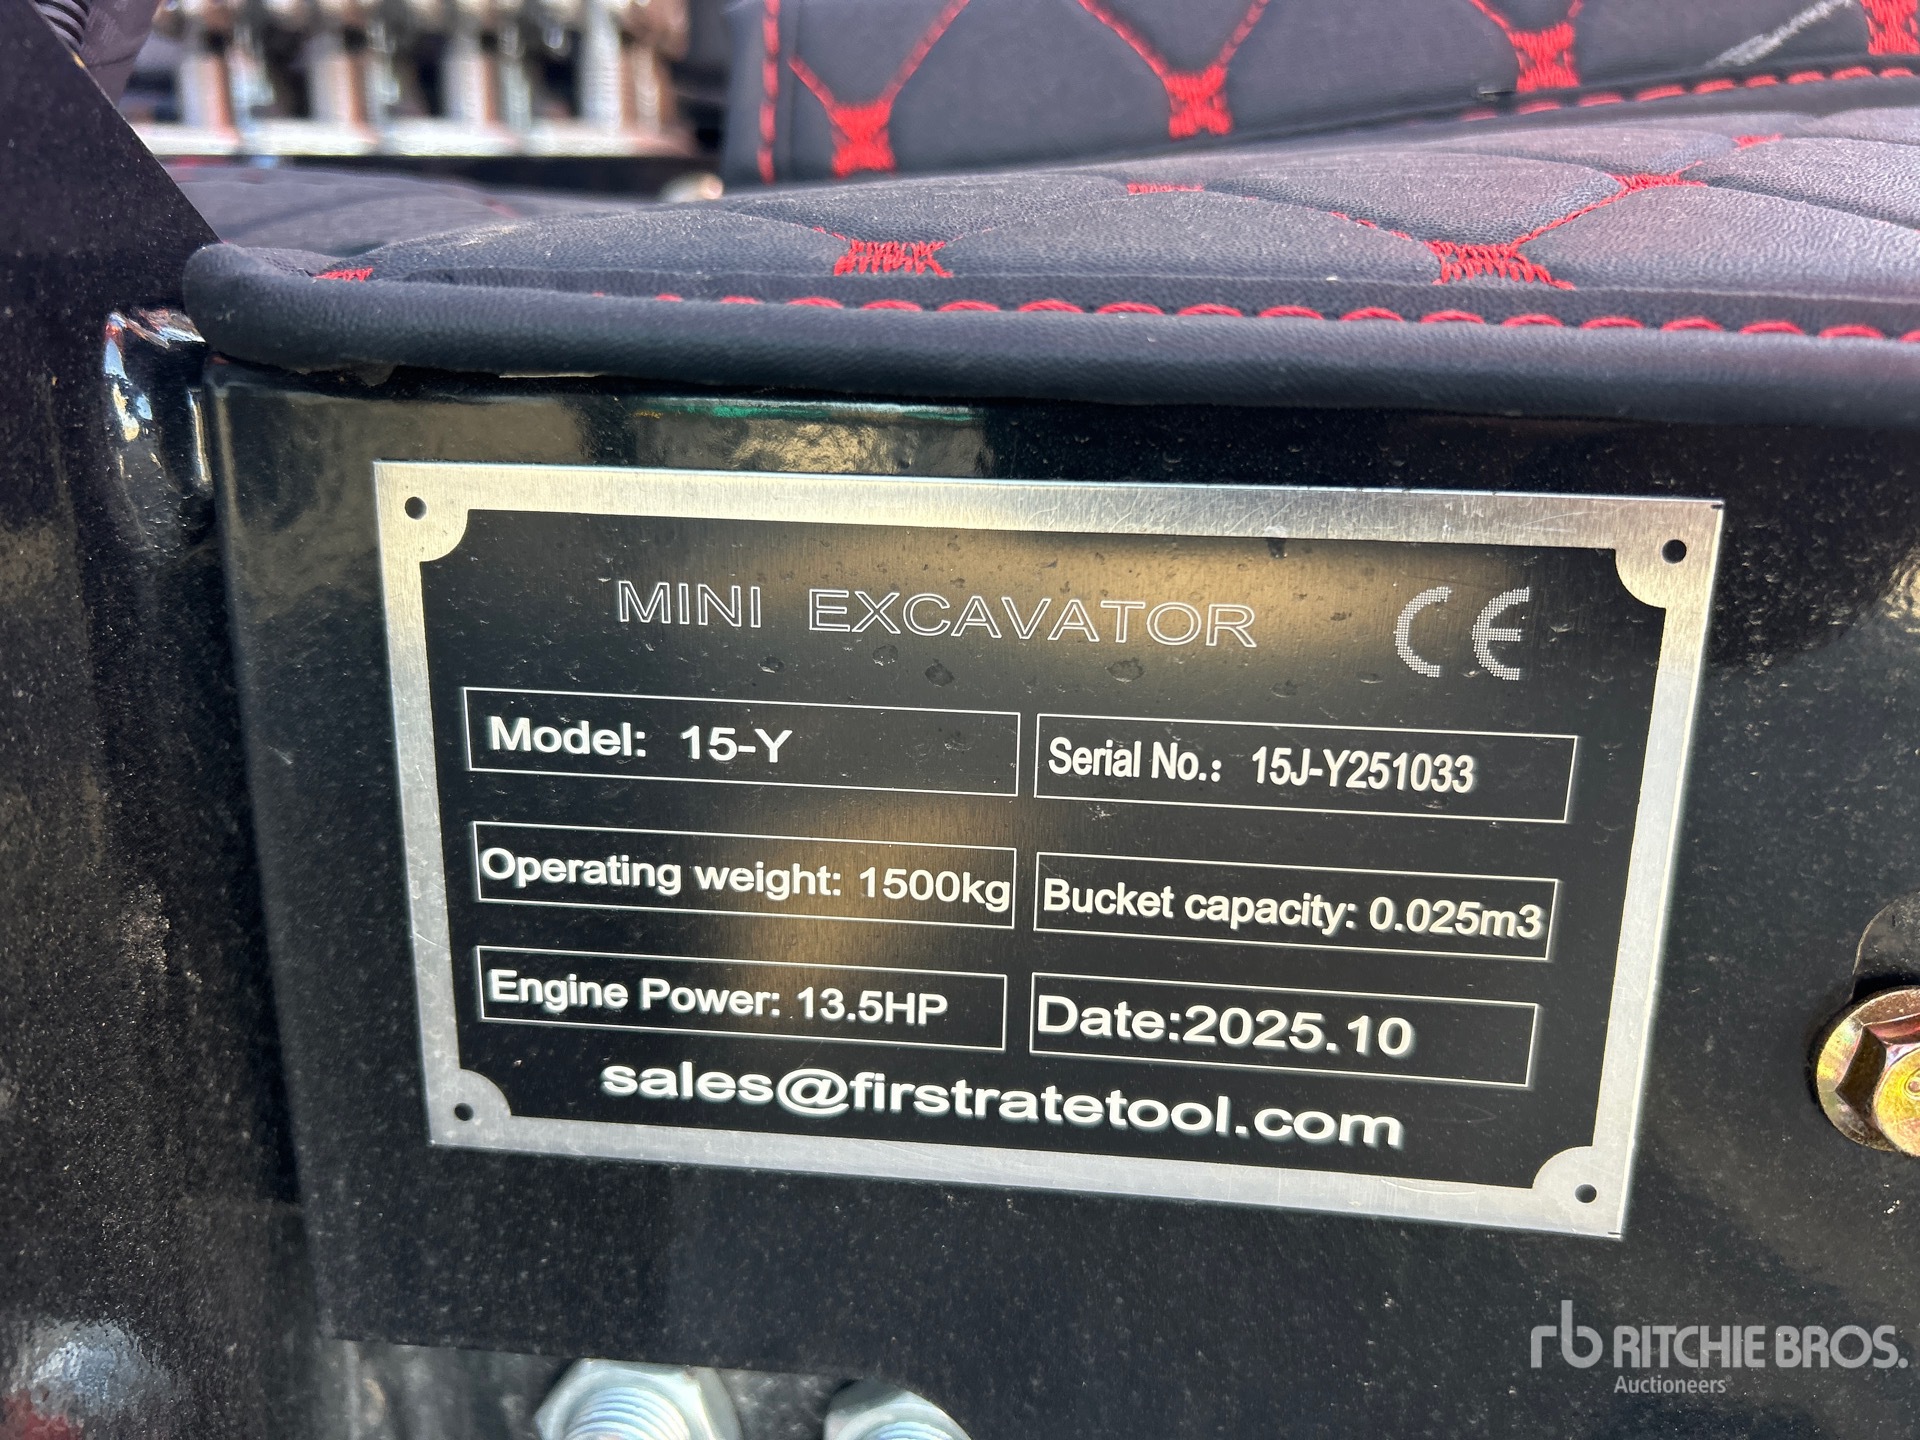 MINI EXCAVATOR CE
Model: 15-Y
Serial No.: 15J-Y251033
Operating weight: 1500kg
Bucket capacity: 0.025m3
Engine Power: 13.5HP
Date:2025.10
sales@firstratetool.com
rb RITCHIE BROS.
Auctioneers